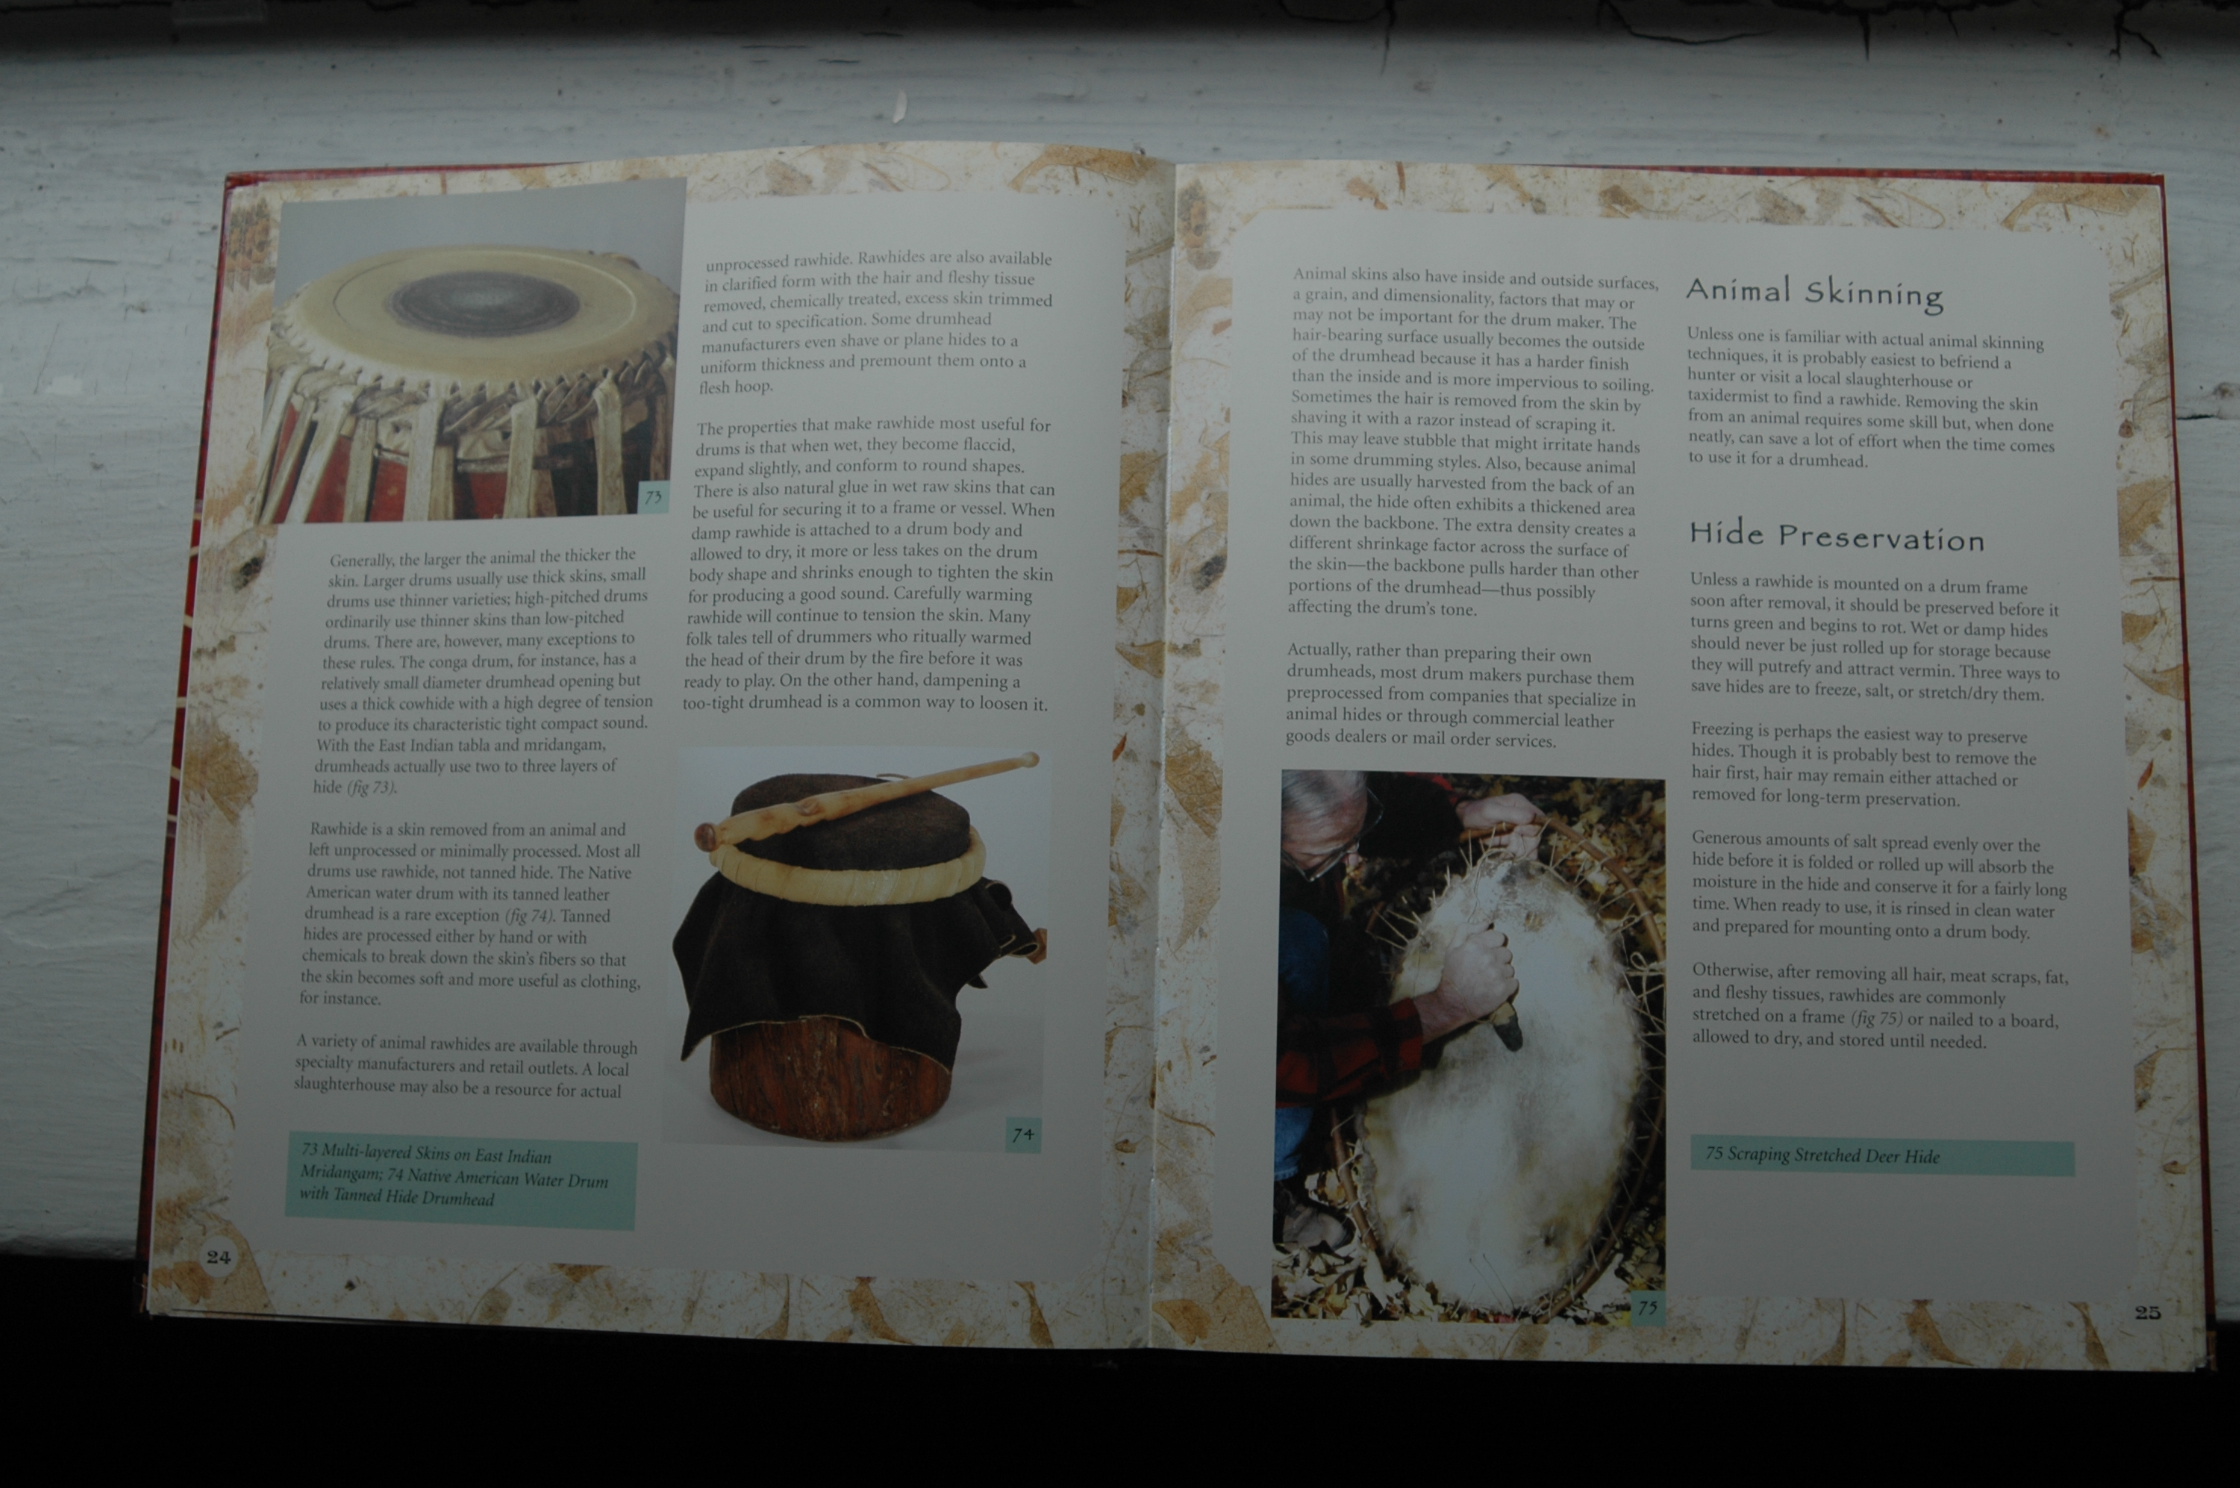 73
Generally, the larger the animal the thicker the
skin. Larger drums usually use thick skins, small
drums use thinner varieties; high-pitched drums
ordinarily use thinner skins than low-pitched
drums. There are, however, many exceptions to
these rules. The conga drum, for instance, has a
relatively small diameter drumhead opening but
uses a thick cowhide with a high degree of tension
to produce its characteristic tight compact sound.
With the East Indian tabla and mridangam,
drumheads actually use two to three layers of
hide (fig 73).
Rawhide is a skin removed from an animal and
left unprocessed or minimally processed. Most all
drums use rawhide, not tanned hide. The Native
American water drum with its tanned leather
drumhead is a rare exception (fig 74). Tanned
hides are processed either by hand or with
chemicals to break down the skin's fibers so that
the skin becomes soft and more useful as clothing,
for instance.
A variety of animal rawhides are available through
specialty manufacturers and retail outlets. A local
slaughterhouse may also be a resource for actual
73 Multi-layered Skins on East Indian
Mridangam; 74 Native American Water Drum
with Tanned Hide Drumhead
24
unprocessed rawhide. Rawhides are also available
in clarified form with the hair and fleshy tissue
removed, chemically treated, excess skin trimmed
and cut to specification. Some drumhead
manufacturers even shave or plane hides to a
uniform thickness and premount them onto a
flesh hoop.
The properties that make rawhide most useful for
drums is that when wet, they become flaccid,
expand slightly, and conform to round shapes.
There is also natural glue in wet raw skins that can
be useful for securing it to a frame or vessel. When
damp rawhide is attached to a drum body and
allowed to dry, it more or less takes on the drum
body shape and shrinks enough to tighten the skin
for producing a good sound. Carefully warming
rawhide will continue to tension the skin. Many
folk tales tell of drummers who ritually warmed
the head of their drum by the fire before it was
ready to play. On the other hand, dampening a
too-tight drumhead is a common way to loosen it.
74
Animal skins also have inside and outside surfaces,
a grain, and dimensionality, factors that may or
may not be important for the drum maker. The
hair-bearing surface usually becomes the outside
of the drumhead because it has a harder finish
than the inside and is more impervious to soiling.
Sometimes the hair is removed from the skin by
shaving it with a razor instead of scraping it.
This may leave stubble that might irritate hands
in some drumming styles. Also, because animal
hides are usually harvested from the back of an
animal, the hide often exhibits a thickened area
down the backbone. The extra density creates a
different shrinkage factor across the surface of
the skin—the backbone pulls harder than other
portions of the drumhead—thus possibly
affecting the drum's tone.
Actually, rather than preparing their own
drumheads, most drum makers purchase them
preprocessed from companies that specialize in
animal hides or through commercial leather
goods dealers or mail order services.
75
Animal Skinning
Unless one is familiar with actual animal skinning
techniques, it is probably easiest to befriend a
hunter or visit a local slaughterhouse or
taxidermist to find a rawhide. Removing the skin
from an animal requires some skill but, when done
neatly, can save a lot of effort when the time comes
to use it for a drumhead.
Hide Preservation
Unless a rawhide is mounted on a drum frame
soon after removal, it should be preserved before it
turns green and begins to rot. Wet or damp hides
should never be just rolled up for storage because
they will putrefy and attract vermin. Three ways to
save hides are to freeze, salt, or stretch/dry them.
Freezing is perhaps the easiest way to preserve
hides. Though it is probably best to remove the
hair first, hair may remain either attached or
removed for long-term preservation.
Generous amounts of salt spread evenly over the
hide before it is folded or rolled up will absorb the
moisture in the hide and conserve it for a fairly long
time. When ready to use, it is rinsed in clean water
and prepared for mounting onto a drum body.
Otherwise, after removing all hair, meat scraps, fat,
and fleshy tissues, rawhides are commonly
stretched on a frame (fig 75) or nailed to a board,
allowed to dry, and stored until needed.
75 Scraping Stretched Deer Hide
25